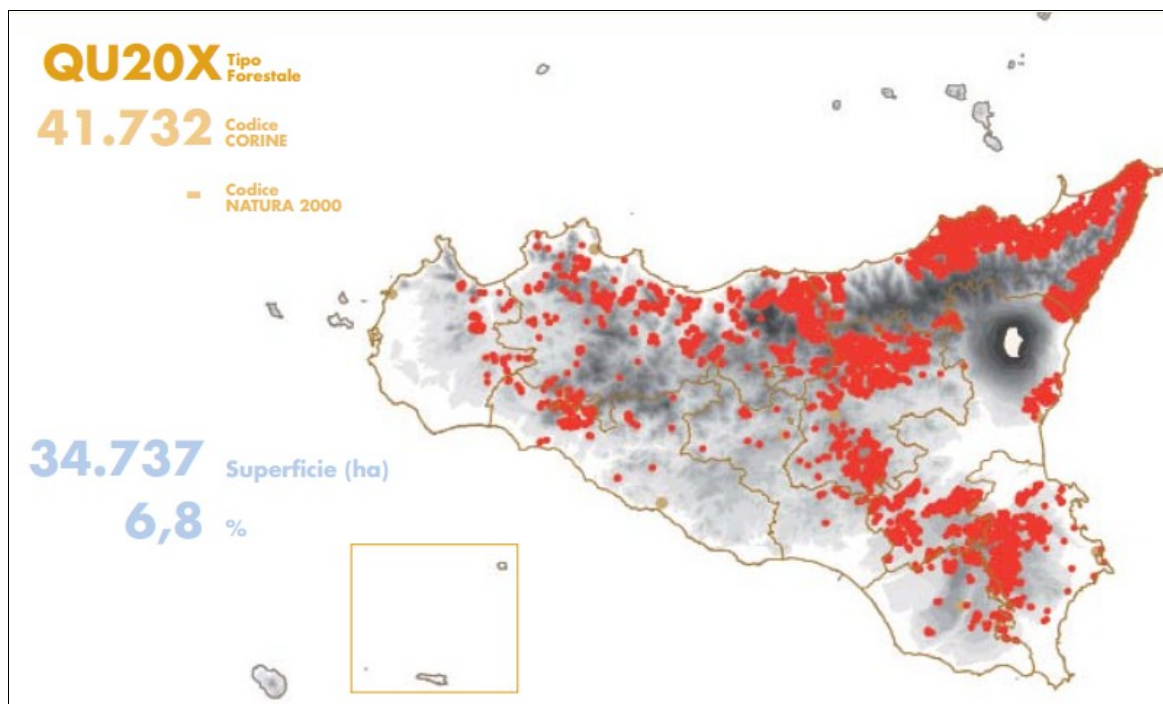 QU20X Tipo
Forestale
41.732 Codice
CORINE
- Codice
NATURA 2000
34.737 Superficie (ha)
6,8 %